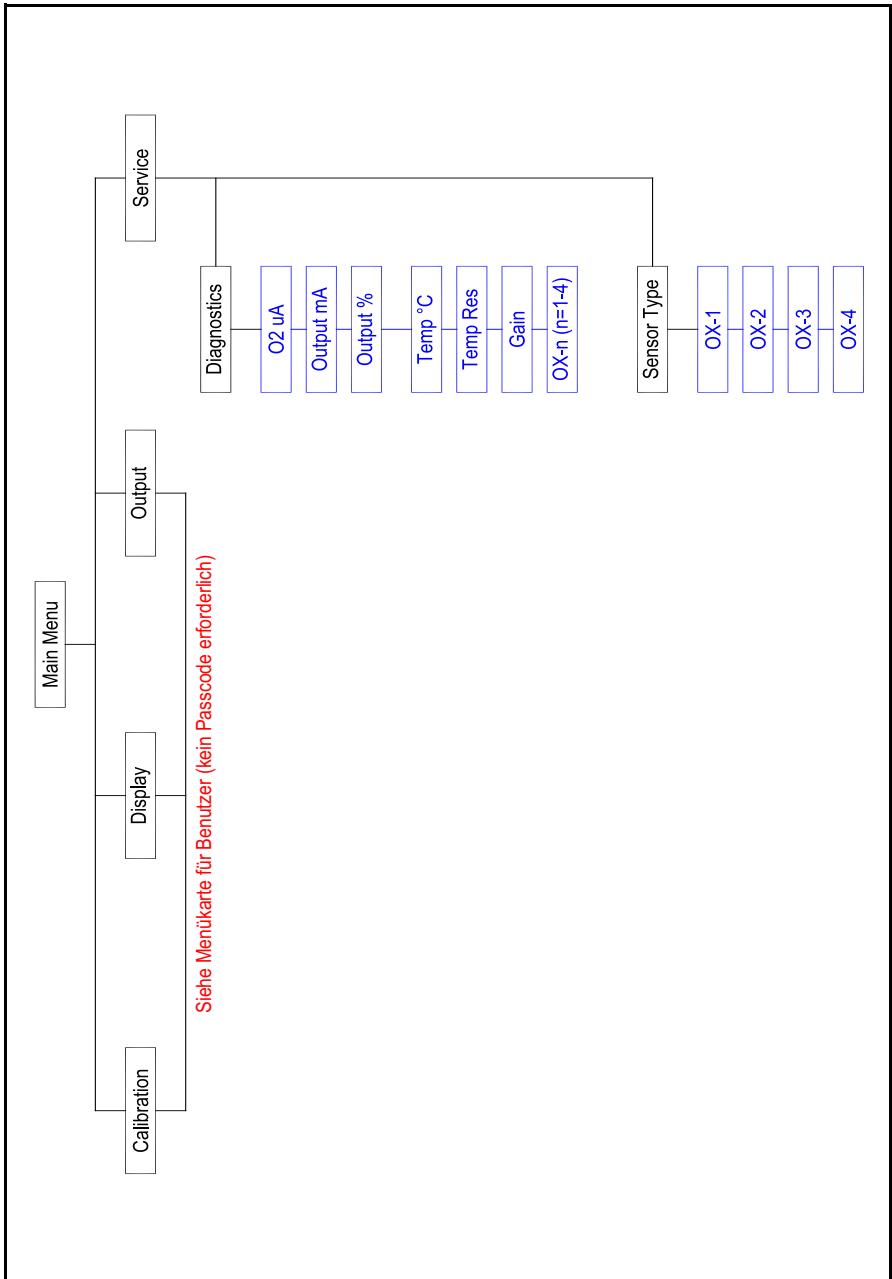 Main Menu
Calibration
Display
Output
Service
Siehe Menükarte für Benutzer (kein Passcode erforderlich)
Diagnostics
O2 uA
Output mA
Output %
Temp °C
Temp Res
Gain
OX-n (n=1-4)
Sensor Type
OX-1
OX-2
OX-3
OX-4